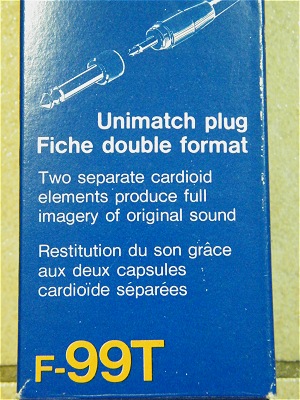 Unimatch plug
Fiche double format
Two separate cardioid
elements produce full
imagery of original sound
Restitution du son grâce
aux deux capsules
cardioïde séparées
F-99T